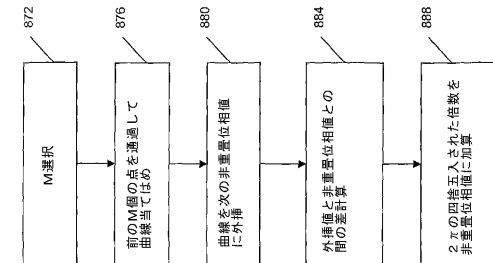 872
M選択
876
前のM個の点を通過して
曲線当てはめ
880
曲線を次の非重畳位相値
に外挿
884
外挿値と非重畳位相値との
間の差計算
888
2πの四捨五入された倍数を
非重畳位相値に加算